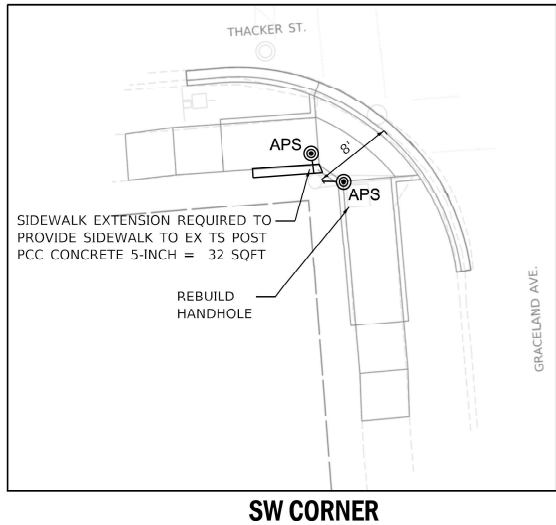 THACKER ST.
APS
8'
APS
SIDEWALK EXTENSION REQUIRED TO
PROVIDE SIDEWALK TO EX TS POST
PCC CONCRETE 5-INCH = 32 SQFT
REBUILD
HANDHOLE
GRACELAND AVE.
SW CORNER